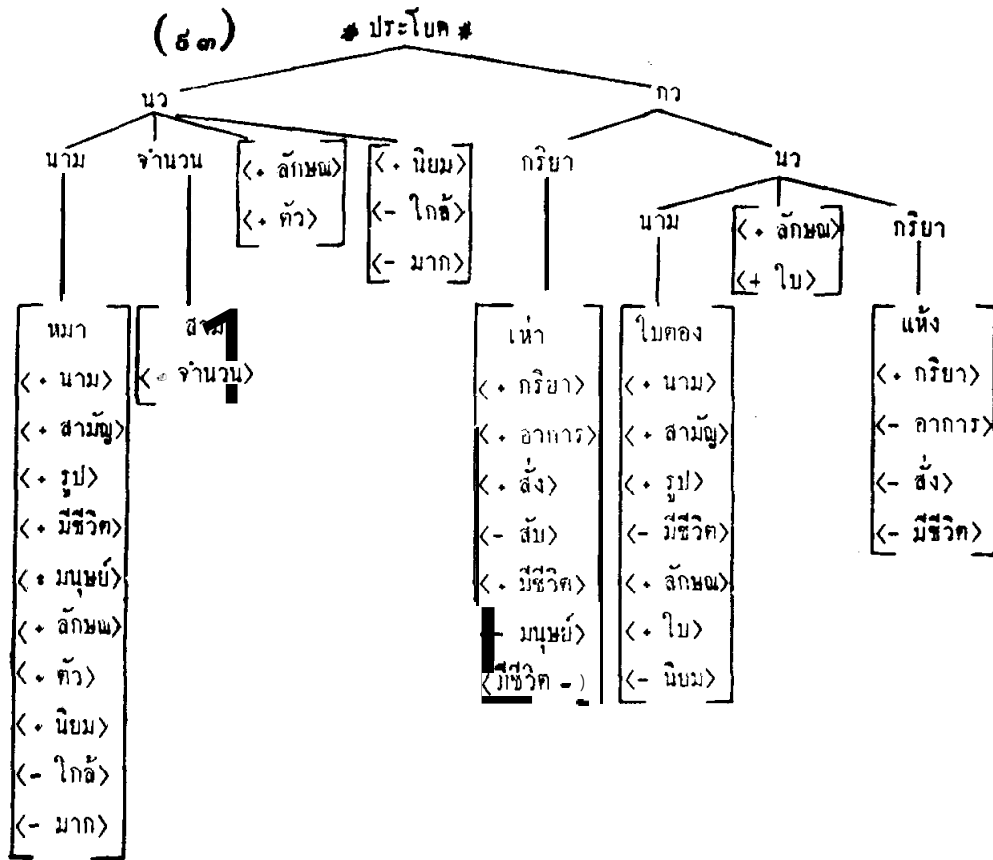 (๕๓)
# ประโยค #
นว
กว
นาม
จำนวน
<+ ลักษณ>
<+ ตัว>
<+ นิยม>
<- ใกล้>
<- มาก>
กริยา
นว
นาม
<+ ลักษณ>
<+ ใบ>
กริยา
หมา
<+ นาม>
<+ สามัญ>
<+ รูป>
<+ มีชีวิต>
<+ มนุษย์>
<+ ลักษณ>
<+ ตัว>
<+ นิยม>
<- ใกล้>
<- มาก>
สาม
<+ จำนวน>
เห่า
<+ กริยา>
<+ อาการ>
<+ สั่ง>
<- สับ>
<+ มีชีวิต>
<- มนุษย์>
<มีชีวิต ->
ใบตอง
<+ นาม>
<+ สามัญ>
<+ รูป>
<- มีชีวิต>
<+ ลักษณ>
<+ ใบ>
<- นิยม>
แห้ง
<+ กริยา>
<- อาการ>
<- สั่ง>
<- มีชีวิต>